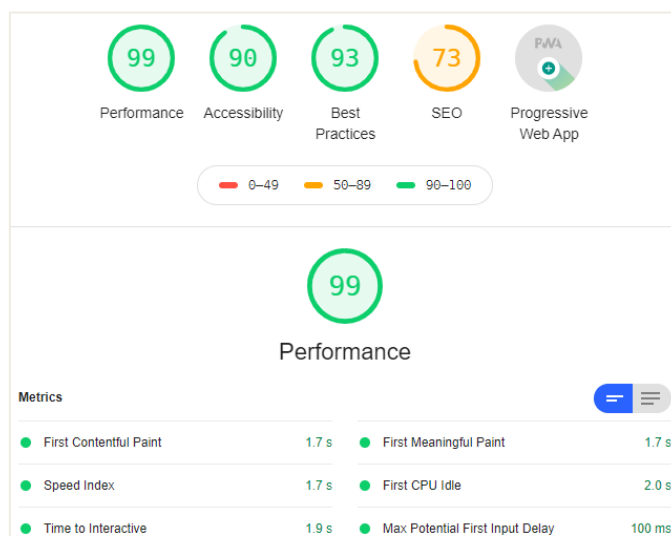 99 90 93 73 PWA
Performance Accessibility Best Practices SEO Progressive Web App
0–49 50–89 90–100
99
Performance
Metrics
First Contentful Paint 1.7 s First Meaningful Paint 1.7 s
Speed Index 1.7 s First CPU Idle 2.0 s
Time to Interactive 1.9 s Max Potential First Input Delay 100 ms